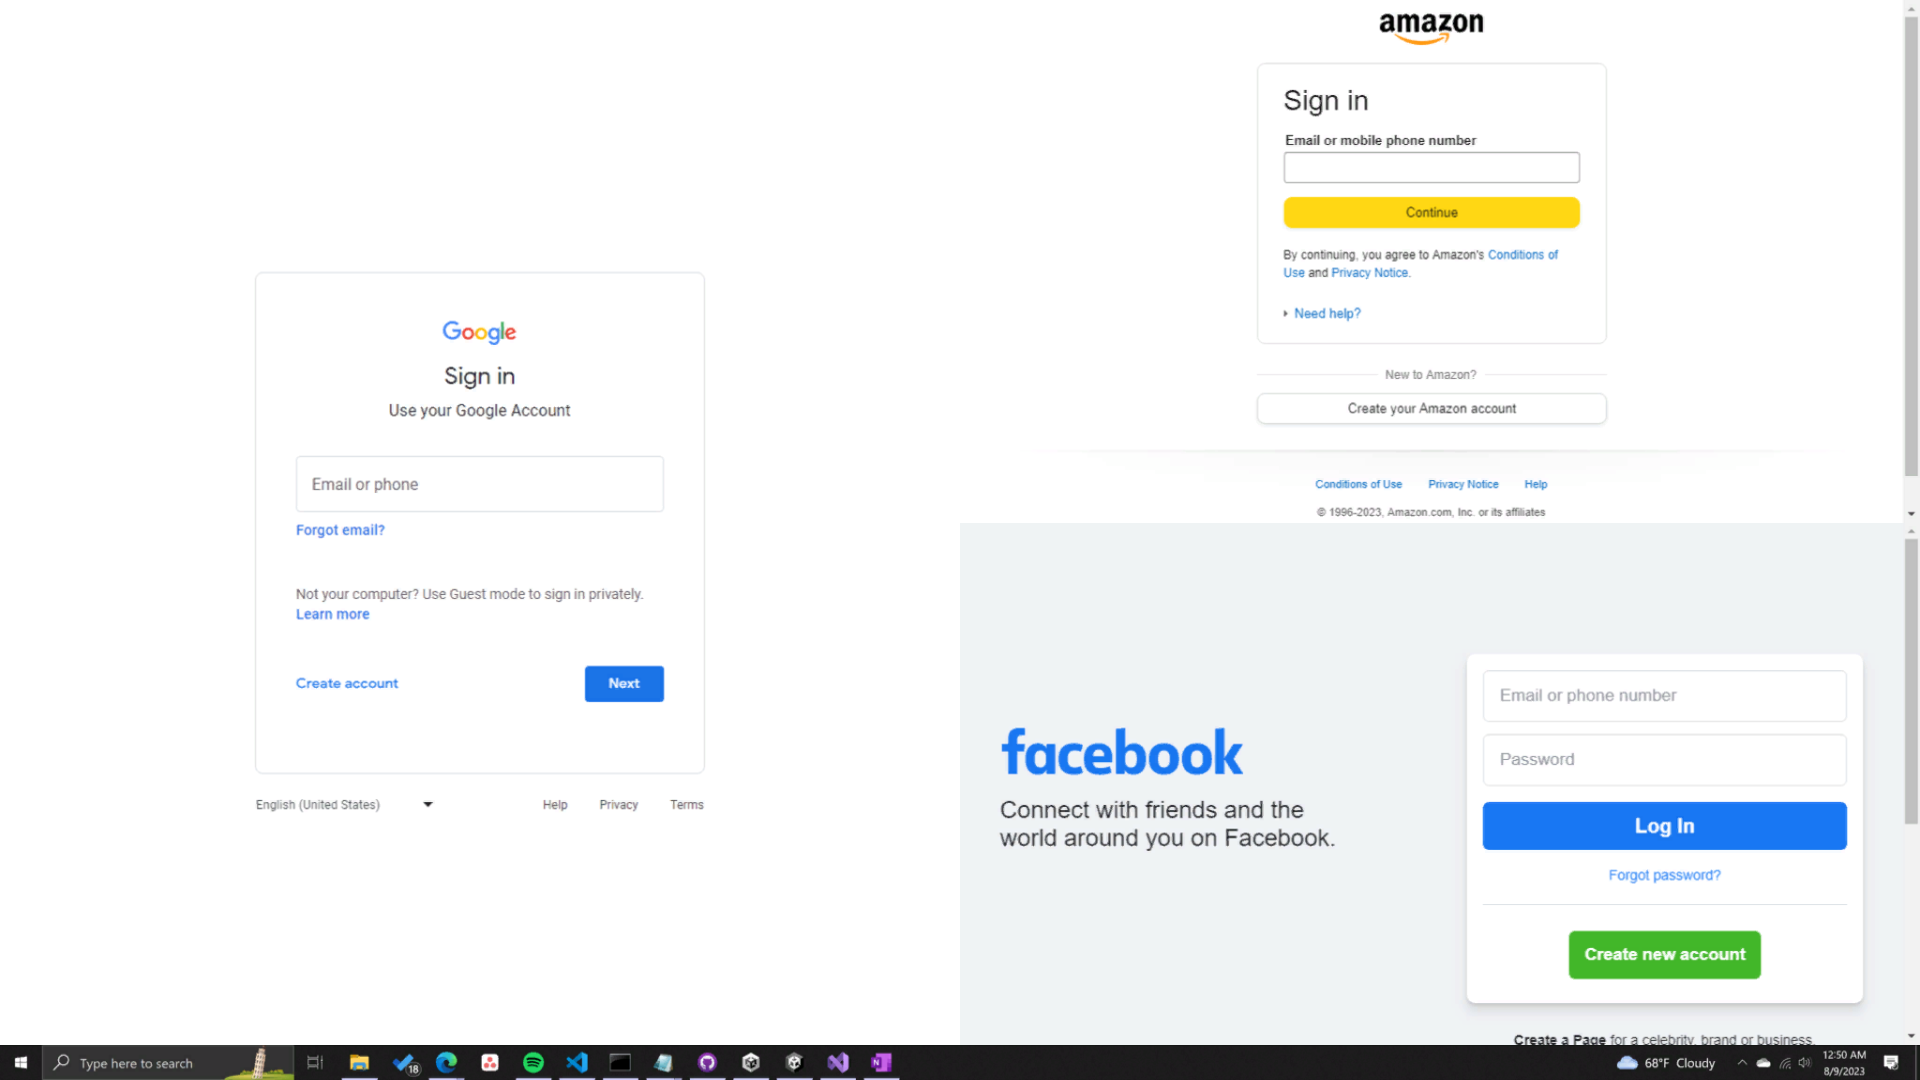 Google
Sign in
Use your Google Account
Email or phone
Forgot email?
Not your computer? Use Guest mode to sign in privately.
Learn more
Create account
Next
English (United States)
Help
Privacy
Terms
amazon
Sign in
Email or mobile phone number
Continue
By continuing, you agree to Amazon's Conditions of
Use and Privacy Notice.
Need help?
New to Amazon?
Create your Amazon account
Conditions of Use
Privacy Notice
Help
© 1996-2023, Amazon.com, Inc. or its affiliates
facebook
Connect with friends and the
world around you on Facebook.
Email or phone number
Password
Log In
Forgot password?
Create new account
Create a Page for a celebrity, brand or business.
Type here to search
18
N
68°F Cloudy
12:50 AM
8/9/2023